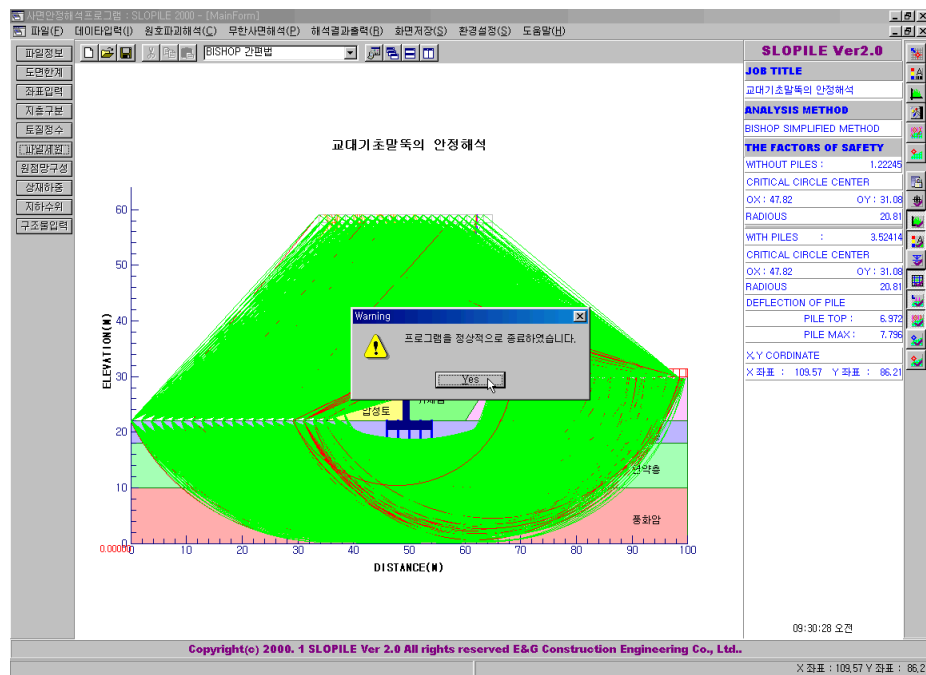 사면안정해석프로그램 : SLOPILE 2000 - [MainForm]
파일(F) 데이타입력(I) 원호파괴해석(C) 무한사면해석(P) 해석결과출력(R) 화면저장(S) 환경설정(S) 도움말(H)
파일정보
도면한계
좌표입력
지층구분
토질정수
파일제원
원점망구성
상재하중
지하수위
구조물입력
BISHOP 간편법
교대기초말뚝의 안정해석
ELEVATION(M)
60
50
40
30
20
10
0
0.0000
0 10 20 30 40 50 60 70 80 90 100
DISTANCE(M)
압성토
연약층
풍화암
Warning
프로그램을 정상적으로 종료하였습니다.
Yes
SLOPILE Ver2.0
JOB TITLE
교대기초말뚝의 안정해석
ANALYSIS METHOD
BISHOP SIMPLIFIED METHOD
THE FACTORS OF SAFETY
WITHOUT PILES : 1.22245
CRITICAL CIRCLE CENTER
OX : 47.82 OY : 31.08
RADIOUS 20.81
WITH PILES : 3.52414
CRITICAL CIRCLE CENTER
OX : 47.82 OY : 31.08
RADIOUS 20.81
DEFLECTION OF PILE
PILE TOP : 6.972
PILE MAX : 7.796
X,Y CORDINATE
X 좌표 : 109.57 Y 좌표 : 86.21
09:30:28 오전
Copyright(c) 2000. 1 SLOPILE Ver 2.0 All rights reserved E&G Construction Engineering Co., Ltd..
X 좌표 : 109,57 Y 좌표 : 86,2